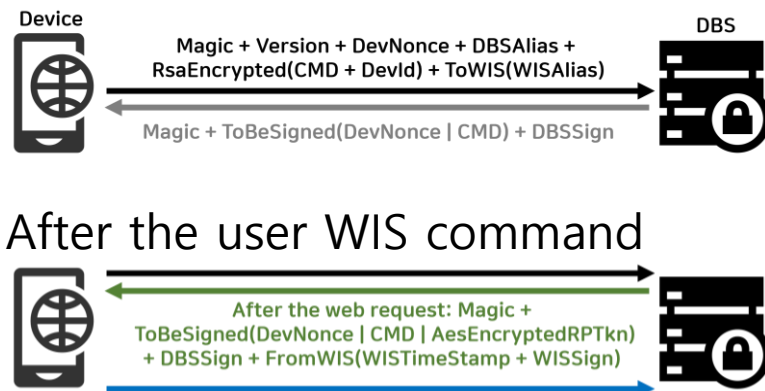 Device
DBS
Magic + Version + DevNonce + DBSAlias +
RsaEncrypted(CMD + DevId) + ToWIS(WISAlias)
Magic + ToBeSigned(DevNonce | CMD) + DBSSign
After the user WIS command
After the web request: Magic +
ToBeSigned(DevNonce | CMD | AesEncryptedRPTkn)
+ DBSSign + FromWIS(WISTimeStamp + WISSign)